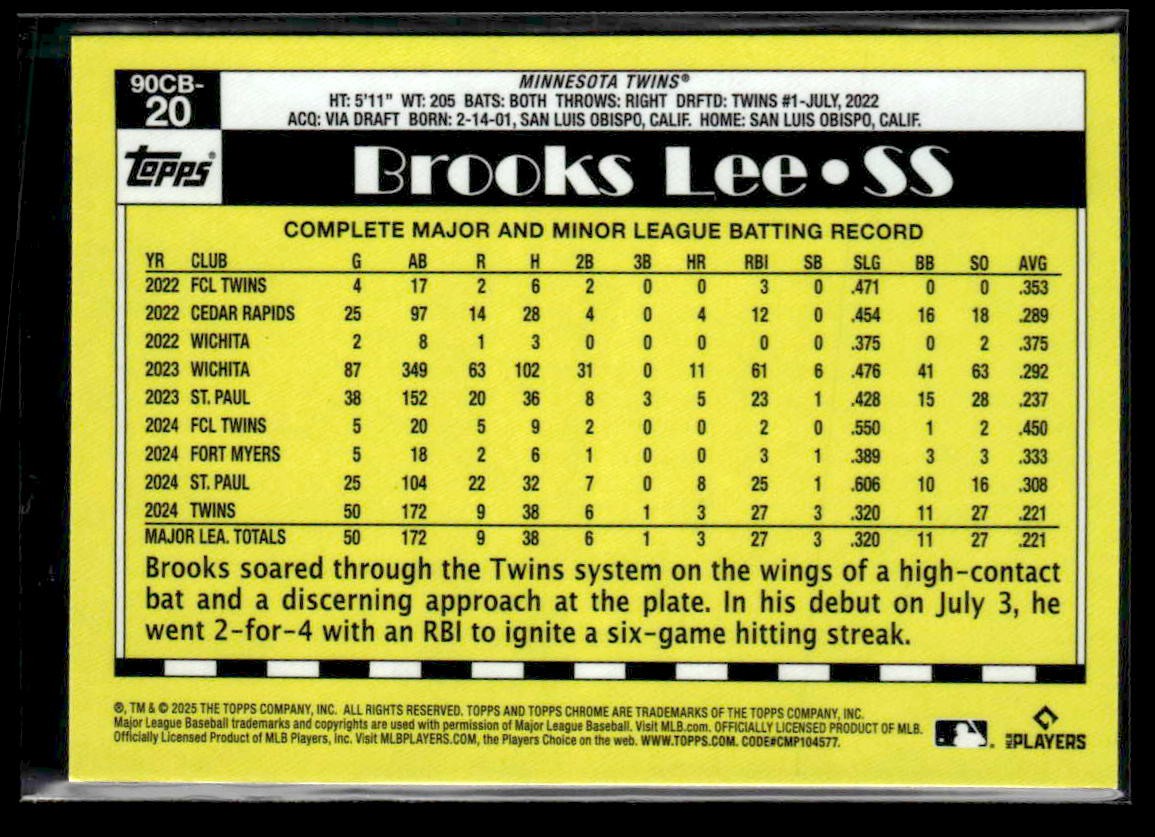 90CB-
20
MINNESOTA TWINS®
HT: 5'11" WT: 205 BATS: BOTH THROWS: RIGHT DRFTD: TWINS #1-JULY, 2022
ACQ: VIA DRAFT BORN: 2-14-01, SAN LUIS OBISPO, CALIF. HOME: SAN LUIS OBISPO, CALIF.
Topps®
Brooks Lee • SS
COMPLETE MAJOR AND MINOR LEAGUE BATTING RECORD
YR CLUB G AB R H 2B 3B HR RBI SB SLG BB SO AVG
2022 FCL TWINS 4 17 2 6 2 0 0 3 0 .471 0 0 .353
2022 CEDAR RAPIDS 25 97 14 28 4 0 4 12 0 .454 16 18 .289
2022 WICHITA 2 8 1 3 0 0 0 0 0 .375 0 2 .375
2023 WICHITA 87 349 63 102 31 0 11 61 6 .476 41 63 .292
2023 ST. PAUL 38 152 20 36 8 3 5 23 1 .428 15 28 .237
2024 FCL TWINS 5 20 5 9 2 0 0 2 0 .550 1 2 .450
2024 FORT MYERS 5 18 2 6 1 0 0 3 1 .389 3 3 .333
2024 ST. PAUL 25 104 22 32 7 0 8 25 1 .606 10 16 .308
2024 TWINS 50 172 9 38 6 1 3 27 3 .320 11 27 .221
MAJOR LEA. TOTALS 50 172 9 38 6 1 3 27 3 .320 11 27 .221
Brooks soared through the Twins system on the wings of a high-contact
bat and a discerning approach at the plate. In his debut on July 3, he
went 2-for-4 with an RBI to ignite a six-game hitting streak.
®, TM & © 2025 THE TOPPS COMPANY, INC. ALL RIGHTS RESERVED. TOPPS AND TOPPS CHROME ARE TRADEMARKS OF THE TOPPS COMPANY, INC.
Major League Baseball trademarks and copyrights are used with permission of Major League Baseball. Visit MLB.com. OFFICIALLY LICENSED PRODUCT OF MLB.
Officially Licensed Product of MLB Players, Inc. Visit MLBPLAYERS.COM, the Players Choice on the web. WWW.TOPPS.COM. CODE#CMP104577.
PLAYERS